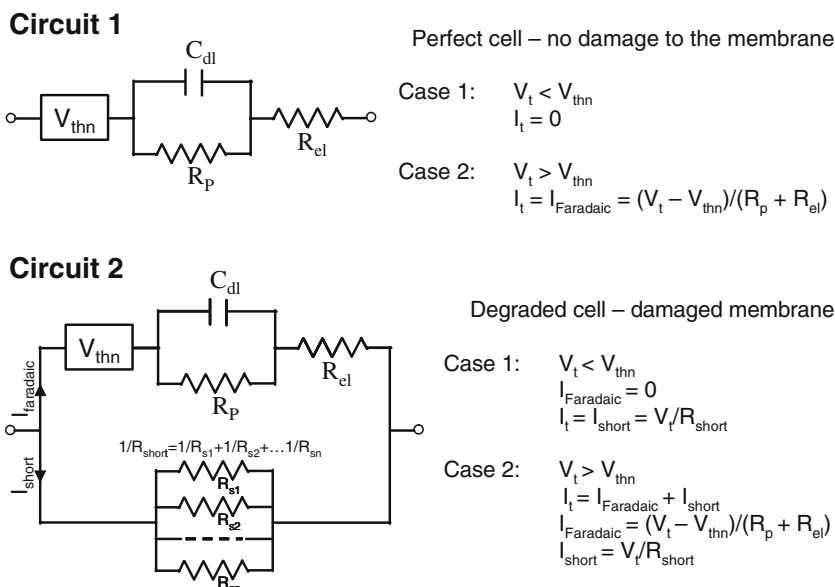 Circuit 1
C_dl
V_thn
R_P
R_el
Perfect cell – no damage to the membrane
Case 1: V_t < V_thn
I_t = 0
Case 2: V_t > V_thn
I_t = I_Faradaic = (V_t – V_thn)/(R_p + R_el)
Circuit 2
C_dl
V_thn
R_P
R_el
I_faradaic
I_short
1/R_short=1/R_s1+1/R_s2+…1/R_sn
R_s1
R_s2
R_sn
Degraded cell – damaged membrane
Case 1: V_t < V_thn
I_Faradaic = 0
I_t = I_short = V_t/R_short
Case 2: V_t > V_thn
I_t = I_Faradaic + I_short
I_Faradaic = (V_t – V_thn)/(R_p + R_el)
I_short = V_t/R_short